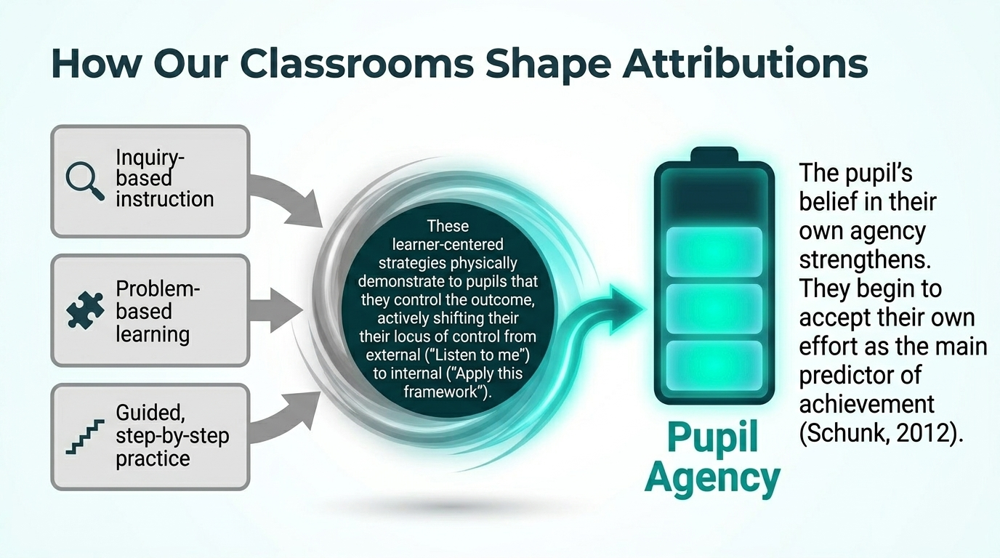 How Our Classrooms Shape Attributions
Inquiry-
based
instruction
Problem-
based
learning
Guided,
step-by-step
practice
These
learner-centered
strategies physically
demonstrate to pupils that
they control the outcome,
actively shifting their
their locus of control from
external ("Listen to me")
to internal ("Apply this
framework").
Pupil
Agency
The pupil's
belief in their
own agency
strengthens.
They begin to
accept their own
effort as the main
predictor of
achievement
(Schunk, 2012).